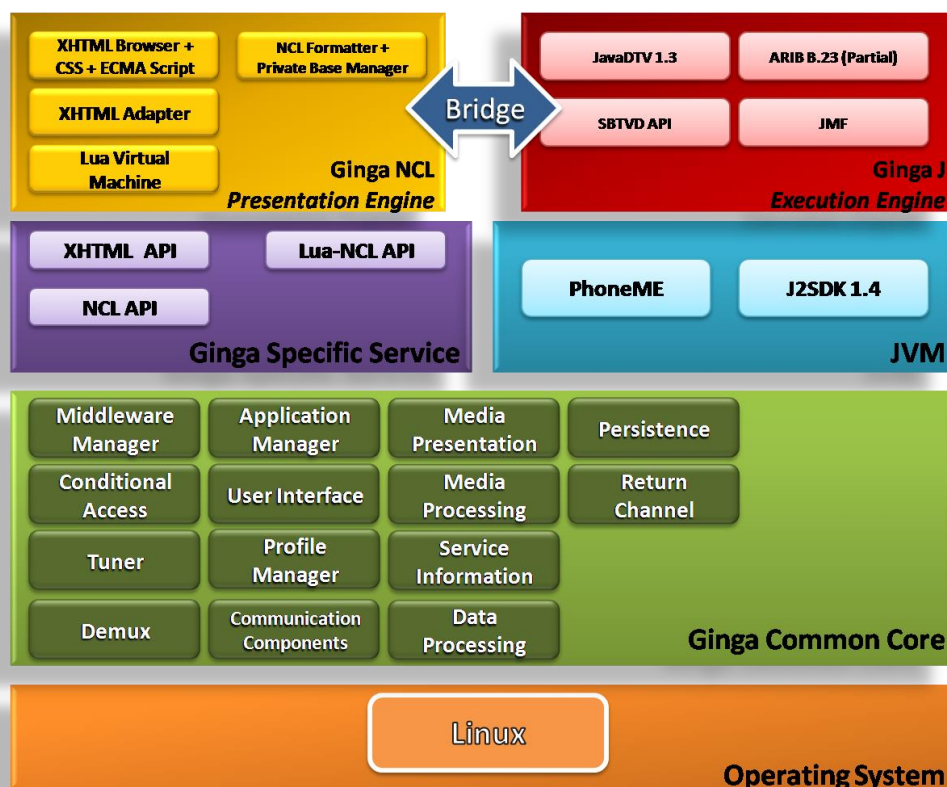 XHTML Browser +
CSS + ECMA Script
NCL Formatter +
Private Base Manager
XHTML Adapter
Lua Virtual
Machine
Ginga NCL
Presentation Engine
Bridge
JavaDTV 1.3
ARIB B.23 (Partial)
SBTVD API
JMF
Ginga J
Execution Engine
XHTML API
Lua-NCL API
NCL API
Ginga Specific Service
PhoneME
J2SDK 1.4
JVM
Middleware
Manager
Application
Manager
Media
Presentation
Persistence
Conditional
Access
User Interface
Media
Processing
Return
Channel
Tuner
Profile
Manager
Service
Information
Demux
Communication
Components
Data
Processing
Ginga Common Core
Linux
Operating System